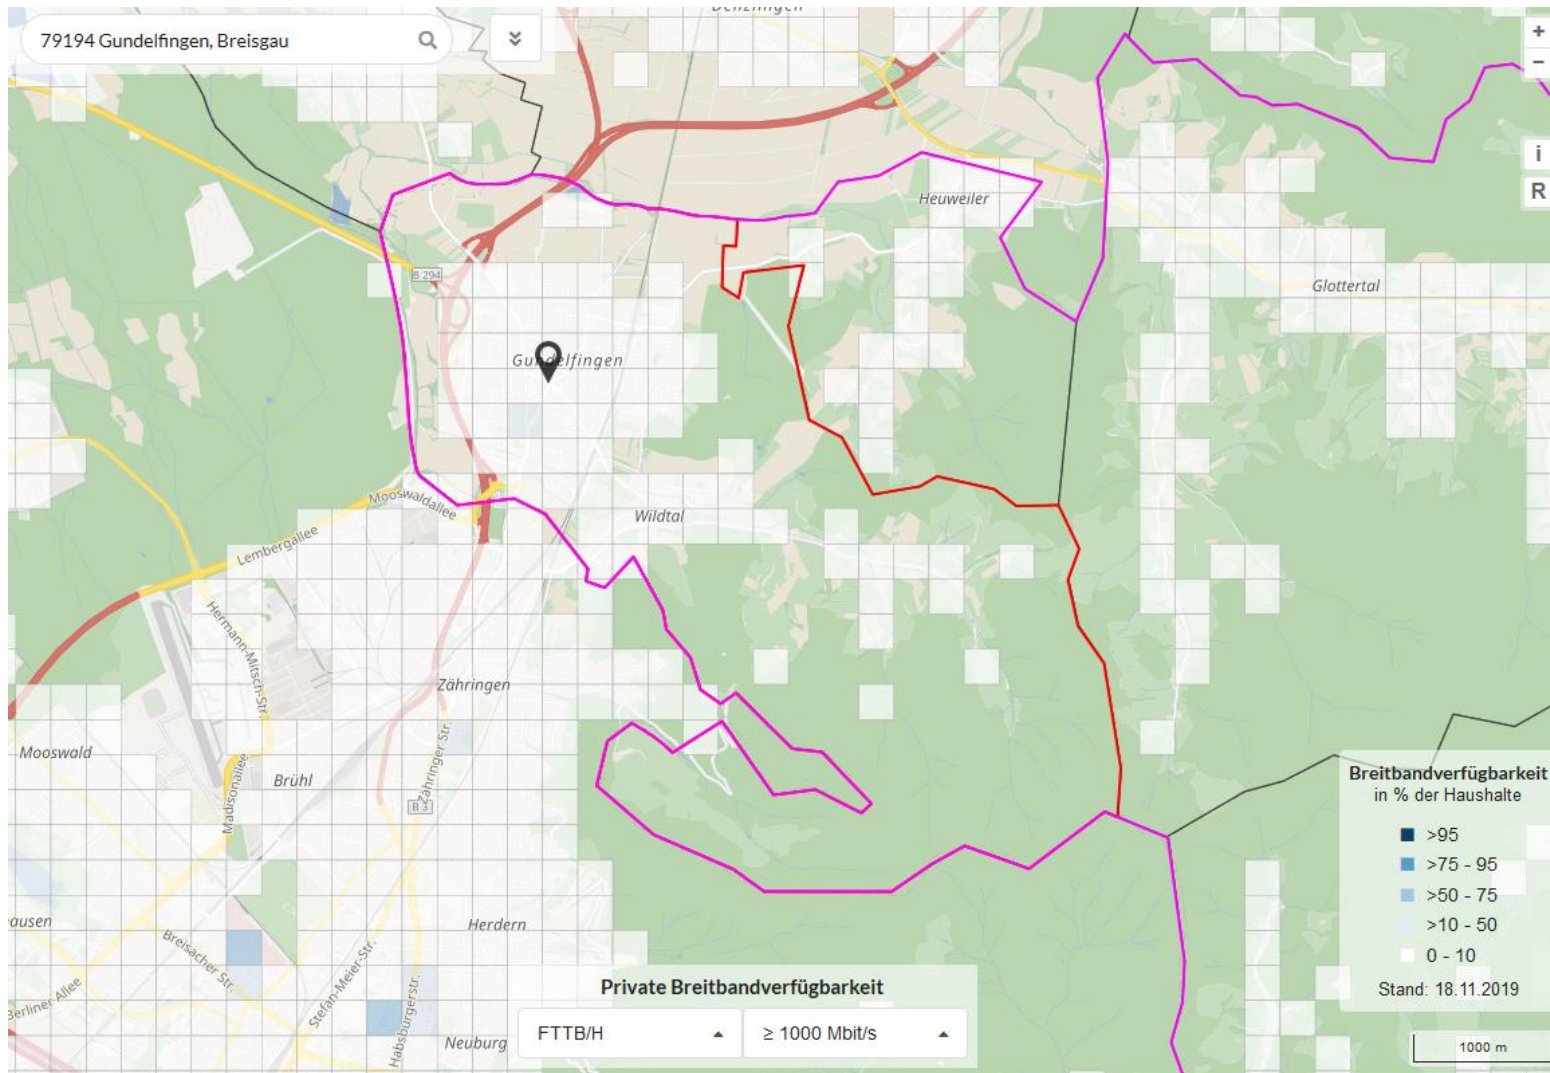 Denzlingen
79194 Gundelfingen, Breisgau
+
−
i
R
Heuweiler
B 294
Glottertal
Gundelfingen
Mooswaldallee
Wildtal
Lembergallee
Hermann-Mitsch-Str.
Zähringen
Mooswald
Zähringer Str.
Brühl
Madisonallee
B 3
Breitbandverfügbarkeit
in % der Haushalte
>95
>75 - 95
>50 - 75
>10 - 50
0 - 10
Stand: 18.11.2019
ausen
Herdern
Breisacher Str.
Stefan-Meier-Str.
Habsburgerstr.
Berliner Allee
Neuburg
Private Breitbandverfügbarkeit
FTTB/H
≥ 1000 Mbit/s
1000 m